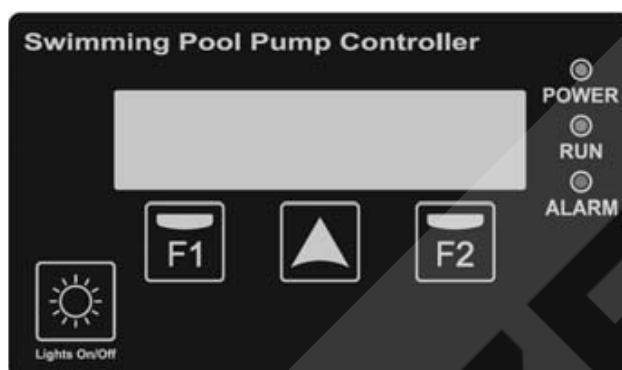 Swimming Pool Pump Controller
POWER
RUN
ALARM
F1
F2
Lights On/Off